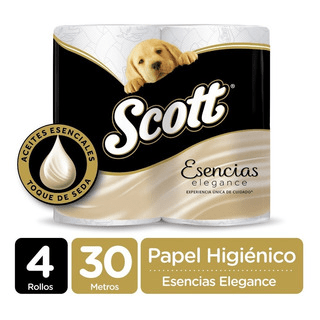 Scott®
Esencias
elegance
EXPERIENCIA ÚNICA DE CUIDADO*
ACEITES ESENCIALES
TOQUE DE SEDA
4
Rollos
30
Metros
Papel Higiénico
Esencias Elegance